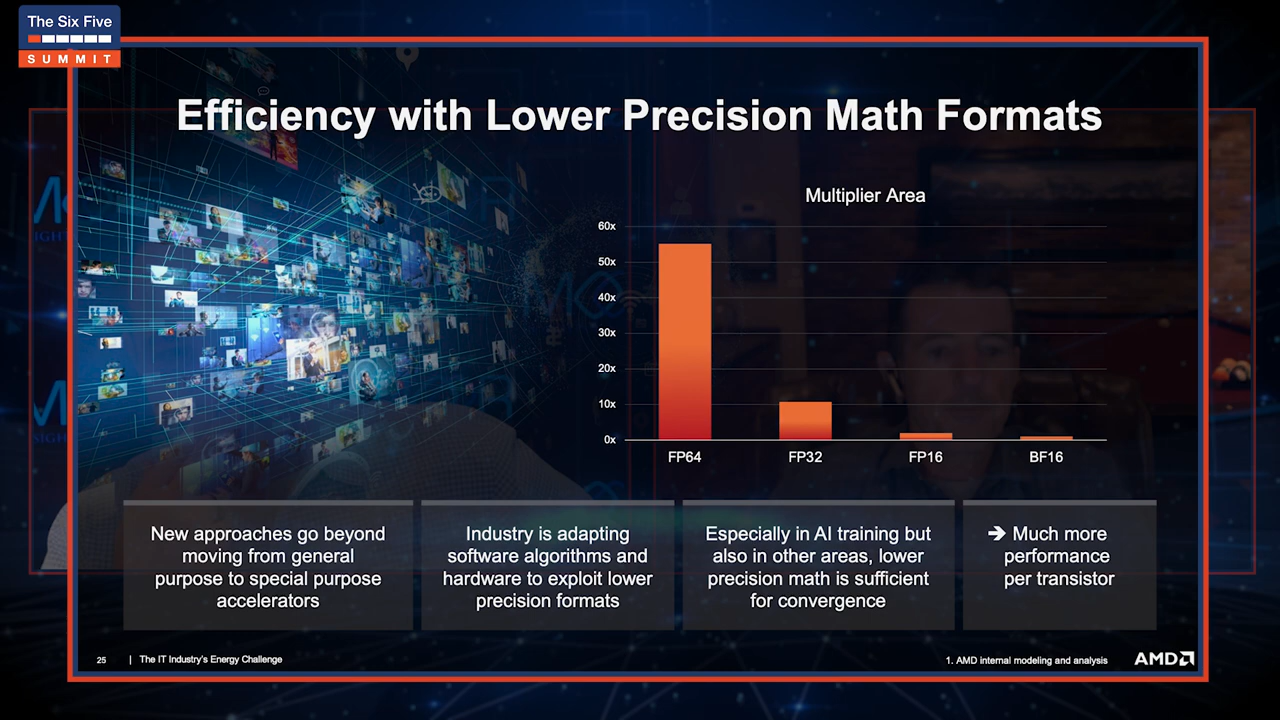 The Six Five
SUMMIT
Efficiency with Lower Precision Math Formats
Multiplier Area
60x
50x
40x
30x
20x
10x
0x
FP64
FP32
FP16
BF16
New approaches go beyond
moving from general
purpose to special purpose
accelerators
Industry is adapting
software algorithms and
hardware to exploit lower
precision formats
Especially in AI training but
also in other areas, lower
precision math is sufficient
for convergence
➔ Much more
performance
per transistor
25 | The IT Industry's Energy Challenge
1. AMD internal modeling and analysis
AMD